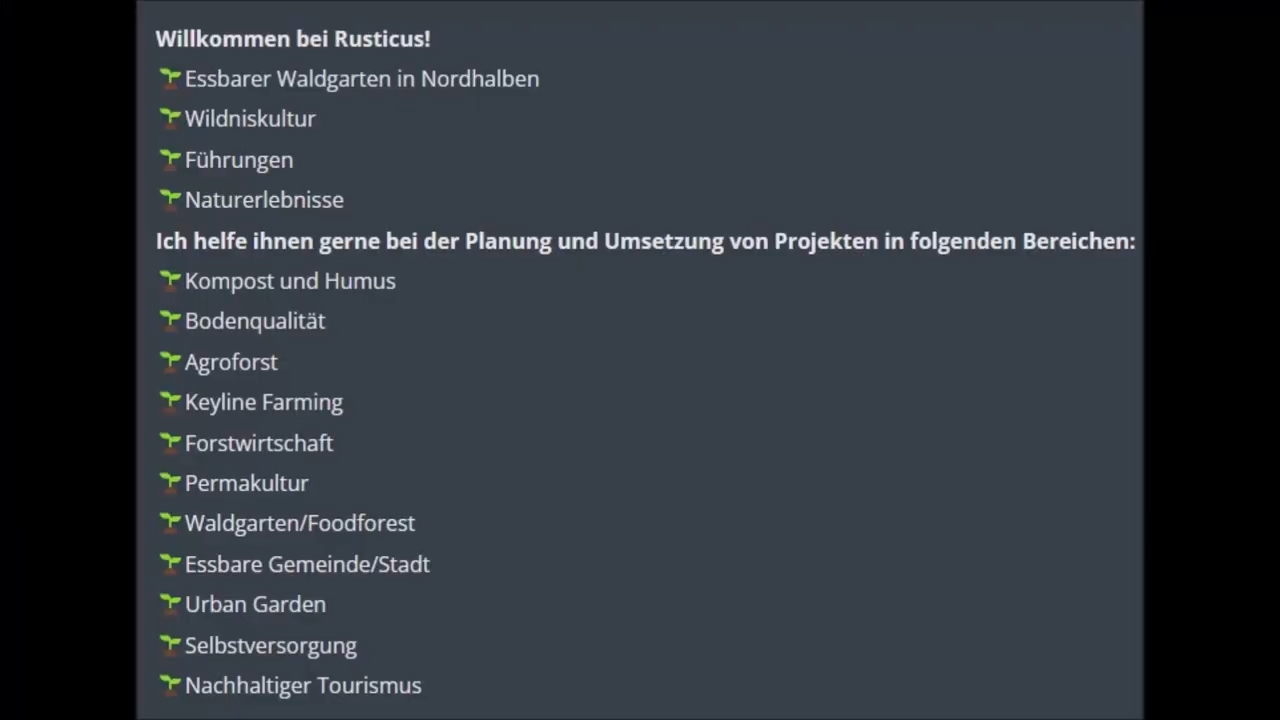 Willkommen bei Rusticus!
🌱Essbarer Waldgarten in Nordhalben
🌱Wildniskultur
🌱Führungen
🌱Naturerlebnisse
Ich helfe ihnen gerne bei der Planung und Umsetzung von Projekten in folgenden Bereichen:
🌱Kompost und Humus
🌱Bodenqualität
🌱Agroforst
🌱Keyline Farming
🌱Forstwirtschaft
🌱Permakultur
🌱Waldgarten/Foodforest
🌱Essbare Gemeinde/Stadt
🌱Urban Garden
🌱Selbstversorgung
🌱Nachhaltiger Tourismus